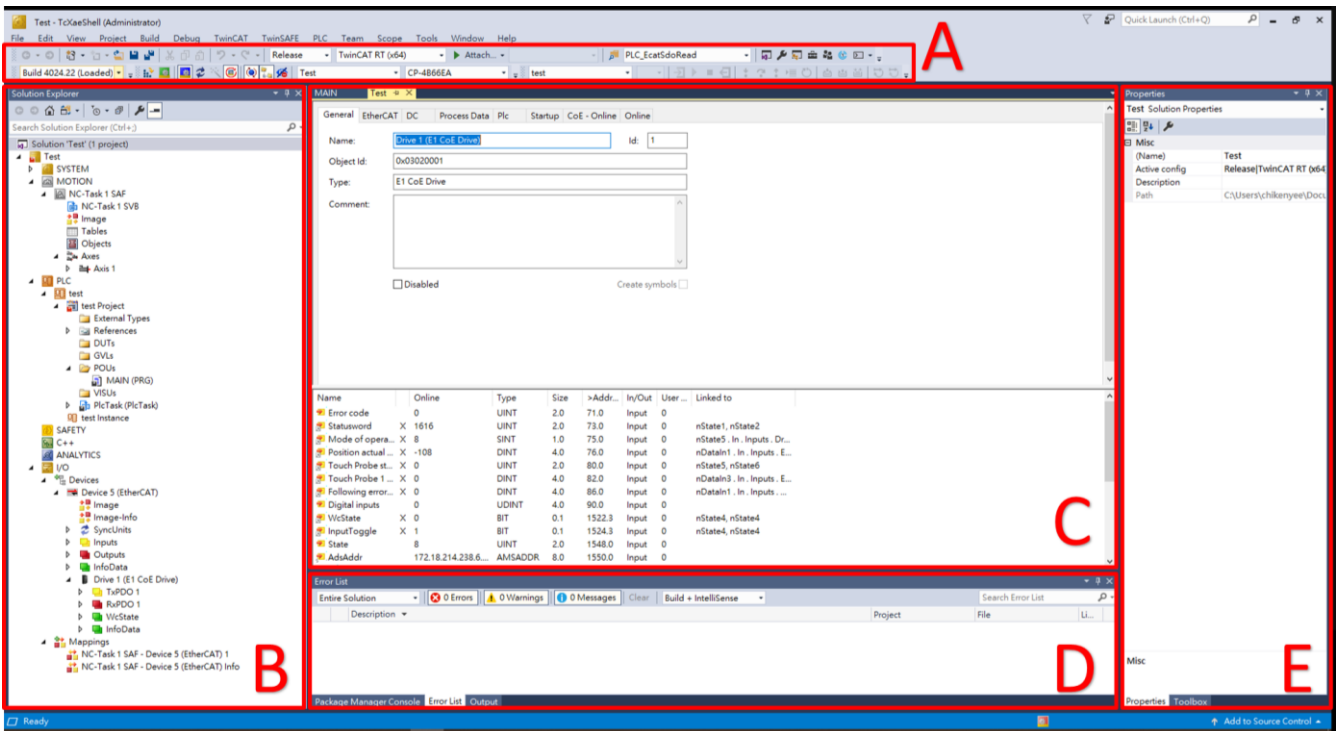 Test - TcXaeShell (Administrator)
Quick Launch (Ctrl+Q)
File Edit View Project Build Debug TwinCAT TwinSAFE PLC Team Scope Tools Window Help
Release TwinCAT RT (x64) Attach... PLC_EcatSdoRead
Build 4024.22 (Loaded) Test CP-4B66EA test
A
Solution Explorer
Search Solution Explorer (Ctrl+;)
Solution 'Test' (1 project)
Test
SYSTEM
MOTION
NC-Task 1 SAF
NC-Task 1 SVB
Image
Tables
Objects
Axes
Axis 1
PLC
test
test Project
External Types
References
DUTs
GVLs
POUs
MAIN (PRG)
VISUs
PlcTask (PlcTask)
test Instance
SAFETY
C++
ANALYTICS
I/O
Devices
Device 5 (EtherCAT)
Image
Image-Info
SyncUnits
Inputs
Outputs
InfoData
Drive 1 (E1 CoE Drive)
TxPDO 1
RxPDO 1
WcState
InfoData
Mappings
NC-Task 1 SAF - Device 5 (EtherCAT) 1
NC-Task 1 SAF - Device 5 (EtherCAT) Info
B
MAIN Test
General EtherCAT DC Process Data Plc Startup CoE - Online Online
Name: Drive 1 (E1 CoE Drive) Id: 1
Object Id: 0x03020001
Type: E1 CoE Drive
Comment:
Disabled Create symbols
Name Online Type Size >Addr... In/Out User ... Linked to
Error code 0 UINT 2.0 71.0 Input 0
Statusword X 1616 UINT 2.0 73.0 Input 0 nState1, nState2
Mode of opera... X 8 SINT 1.0 75.0 Input 0 nState5 . In . Inputs . Dr...
Position actual ... X -108 DINT 4.0 76.0 Input 0 nDataIn1 . In . Inputs . E...
Touch Probe st... X 0 UINT 2.0 80.0 Input 0 nState5, nState6
Touch Probe 1 ... X 0 DINT 4.0 82.0 Input 0 nDataIn3 . In . Inputs . E...
Following error... X 0 DINT 4.0 86.0 Input 0 nDataIn1 . In . Inputs . ...
Digital inputs 0 UDINT 4.0 90.0 Input 0
WcState X 0 BIT 0.1 1522.3 Input 0 nState4, nState4
InputToggle X 1 BIT 0.1 1524.3 Input 0 nState4, nState4
State 8 UINT 2.0 1548.0 Input 0
AdsAddr 172.18.214.238.6.... AMSADDR 8.0 1550.0 Input 0
C
Error List
Entire Solution 0 Errors 0 Warnings 0 Messages Clear Build + IntelliSense Search Error List
Description Project File Li...
D
Package Manager Console Error List Output
Properties
Test Solution Properties
Misc
(Name) Test
Active config Release|TwinCAT RT (x64
Description
Path C:\Users\chikenyee\Docu
Misc
E
Properties Toolbox
Ready
Add to Source Control